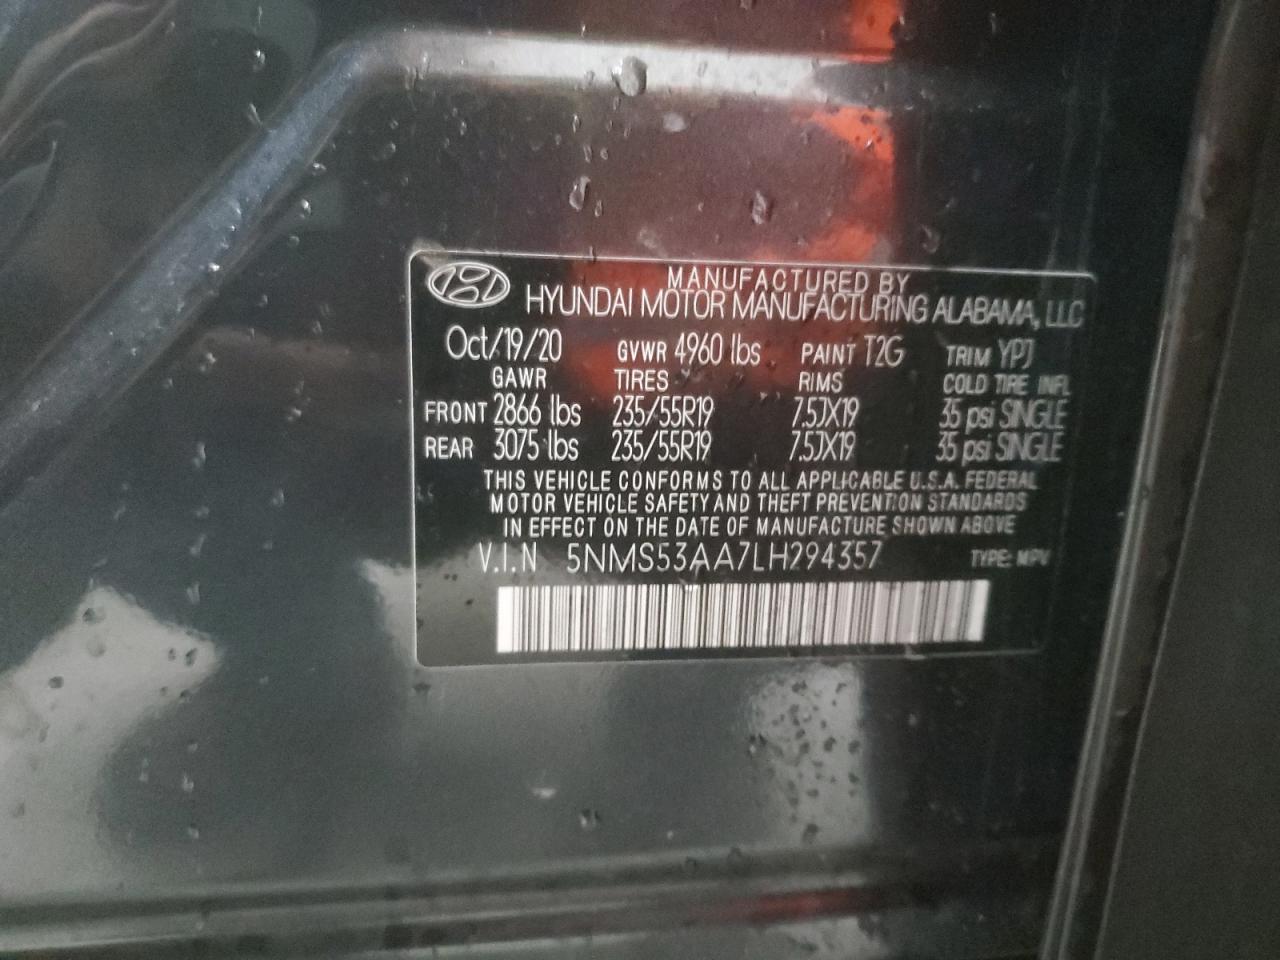 MANUFACTURED BY
HYUNDAI MOTOR MANUFACTURING ALABAMA, LLC
Oct/19/20 GVWR 4960 lbs PAINT T2G TRIM YPJ
GAWR TIRES RIMS COLD TIRE INFL
FRONT 2866 lbs 235/55R19 7.5JX19 35 psi SINGLE
REAR 3075 lbs 235/55R19 7.5JX19 35 psi SINGLE
THIS VEHICLE CONFORMS TO ALL APPLICABLE U.S.A. FEDERAL
MOTOR VEHICLE SAFETY AND THEFT PREVENTION STANDARDS
IN EFFECT ON THE DATE OF MANUFACTURE SHOWN ABOVE
V.I.N 5NMS53AA7LH294357 TYPE: MPV